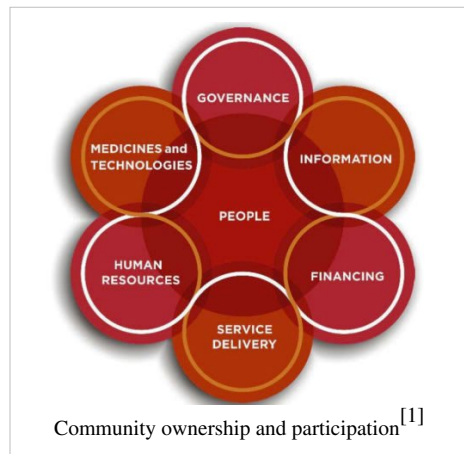 GOVERNANCE
MEDICINES and
TECHNOLOGIES
INFORMATION
PEOPLE
HUMAN
RESOURCES
FINANCING
SERVICE
DELIVERY
Community ownership and participation[1]